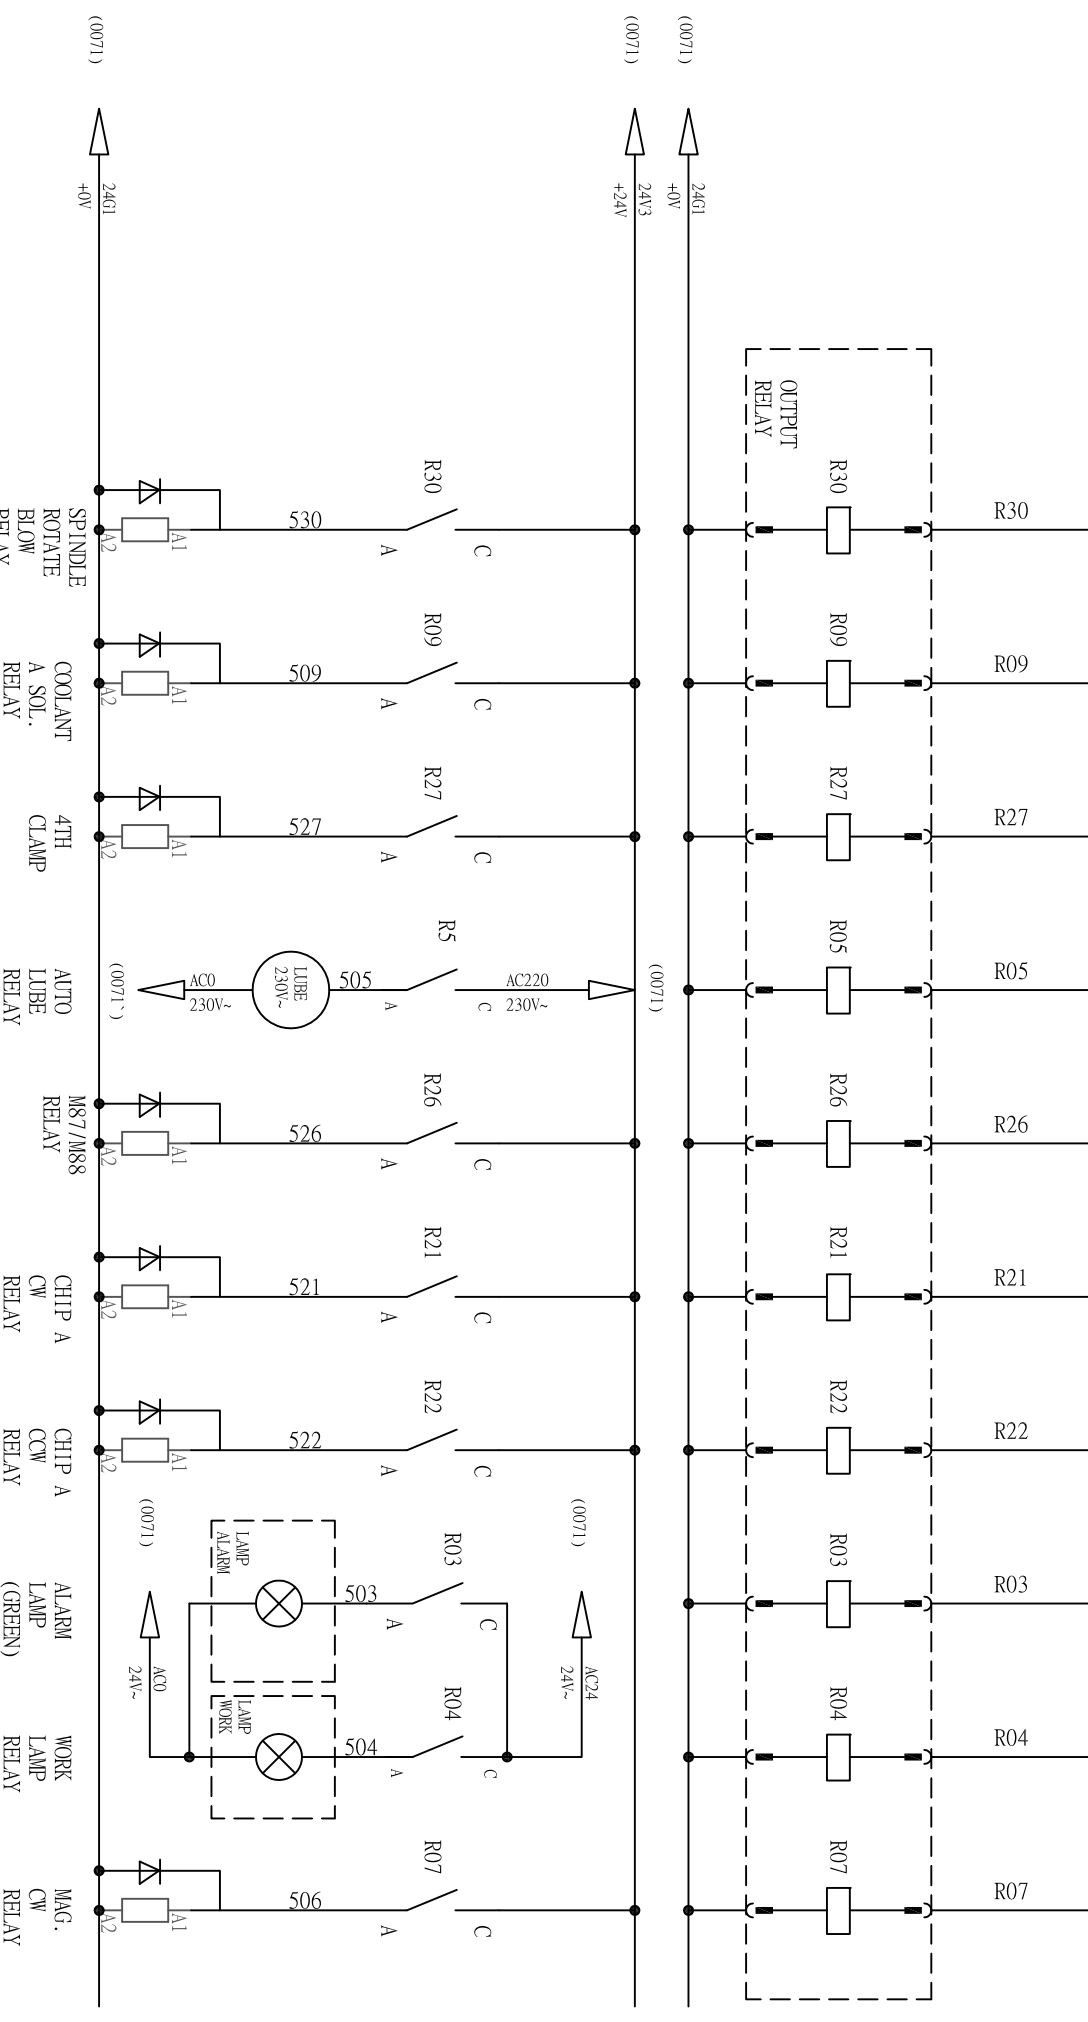 (0071)
(0071)
(0071)
24G1
+0V
24V3
+24V
24G1
+0V
OUTPUT
RELAY
R30
R09
R27
R05
R26
R21
R22
R03
R04
R07
R30
R09
R27
R05
R26
R21
R22
R03
R04
R07
R30
C
A
530
A1
A2
SPINDLE
ROTATE
BLOW
RELAY
R09
C
A
509
A1
A2
COOLANT
A SOL.
RELAY
R27
C
A
527
A1
A2
4TH
CLAMP
(0071)
AC220
230V~
R5
C
A
505
LUBE
230V~
AC0
230V~
(0071`)
AUTO
LUBE
RELAY
R26
C
A
526
A1
A2
M87/M88
RELAY
R21
C
A
521
A1
A2
CHIP A
CW
RELAY
R22
C
A
522
A1
A2
CHIP A
CCW
RELAY
(0071)
AC24
24V~
R03
C
A
503
LAMP
ALARM
(0071)
AC0
24V~
ALARM
LAMP
(GREEN)
R04
C
A
504
LAMP
WORK
WORK
LAMP
RELAY
R07
C
A
506
A1
A2
MAG.
CW
RELAY